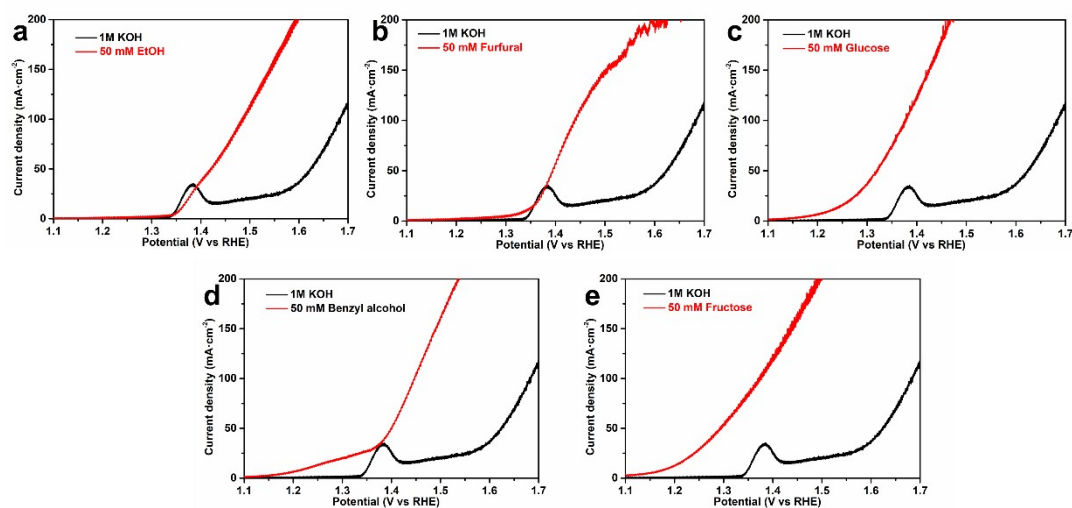 a
1M KOH
50 mM EtOH
Current density (mA·cm⁻²)
200
150
100
50
0
1.1 1.2 1.3 1.4 1.5 1.6 1.7
Potential (V vs RHE)
b
1M KOH
50 mM Furfural
Current density (mA·cm⁻²)
200
150
100
50
0
1.1 1.2 1.3 1.4 1.5 1.6 1.7
Potential (V vs RHE)
c
1M KOH
50 mM Glucose
Current density (mA·cm⁻²)
200
150
100
50
0
1.1 1.2 1.3 1.4 1.5 1.6 1.7
Potential (V vs RHE)
d
1M KOH
50 mM Benzyl alcohol
Current density (mA·cm⁻²)
200
150
100
50
0
1.1 1.2 1.3 1.4 1.5 1.6 1.7
Potential (V vs RHE)
e
1M KOH
50 mM Fructose
Current density (mA·cm⁻²)
200
150
100
50
0
1.1 1.2 1.3 1.4 1.5 1.6 1.7
Potential (V vs RHE)